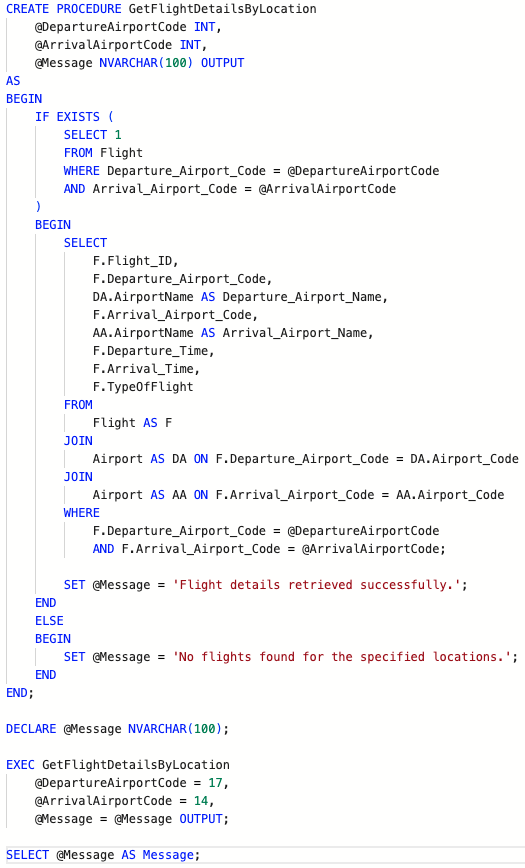 CREATE PROCEDURE GetFlightDetailsByLocation
    @DepartureAirportCode INT,
    @ArrivalAirportCode INT,
    @Message NVARCHAR(100) OUTPUT
AS
BEGIN
    IF EXISTS (
        SELECT 1
        FROM Flight
        WHERE Departure_Airport_Code = @DepartureAirportCode
        AND Arrival_Airport_Code = @ArrivalAirportCode
    )
    BEGIN
        SELECT
            F.Flight_ID,
            F.Departure_Airport_Code,
            DA.AirportName AS Departure_Airport_Name,
            F.Arrival_Airport_Code,
            AA.AirportName AS Arrival_Airport_Name,
            F.Departure_Time,
            F.Arrival_Time,
            F.TypeOfFlight
        FROM
            Flight AS F
        JOIN
            Airport AS DA ON F.Departure_Airport_Code = DA.Airport_Code
        JOIN
            Airport AS AA ON F.Arrival_Airport_Code = AA.Airport_Code
        WHERE
            F.Departure_Airport_Code = @DepartureAirportCode
            AND F.Arrival_Airport_Code = @ArrivalAirportCode;

        SET @Message = 'Flight details retrieved successfully.';
    END
    ELSE
    BEGIN
        SET @Message = 'No flights found for the specified locations.';
    END
END;

DECLARE @Message NVARCHAR(100);

EXEC GetFlightDetailsByLocation
    @DepartureAirportCode = 17,
    @ArrivalAirportCode = 14,
    @Message = @Message OUTPUT;

SELECT @Message AS Message;